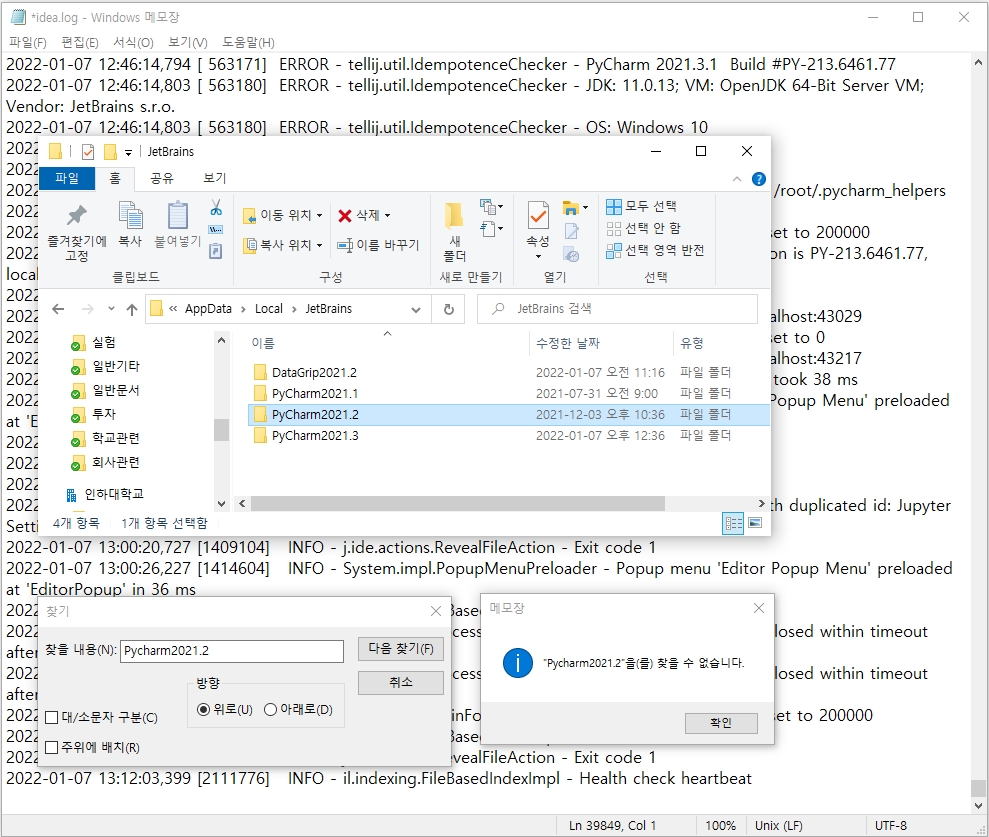 *idea.log - Windows 메모장
파일(F) 편집(E) 서식(O) 보기(V) 도움말(H)
2022-01-07 12:46:14,794 [ 563171] ERROR - tellij.util.IdempotenceChecker - PyCharm 2021.3.1 Build #PY-213.6461.77
2022-01-07 12:46:14,803 [ 563180] ERROR - tellij.util.IdempotenceChecker - JDK: 11.0.13; VM: OpenJDK 64-Bit Server VM;
Vendor: JetBrains s.r.o.
2022-01-07 12:46:14,803 [ 563180] ERROR - tellij.util.IdempotenceChecker - OS: Windows 10
2022
2022
2022 /root/.pycharm_helpers
2022
2022 set to 200000
2022 on is PY-213.6461.77,
local
2022
2022 alhost:43029
2022 set to 0
2022 alhost:43217
2022 took 38 ms
2022 Popup Menu' preloaded
at 'E
2022
2022
2022
2022 th duplicated id: Jupyter
Setti
JetBrains
파일 홈 공유 보기
즐겨찾기에
고정
복사
붙여넣기
클립보드
이동 위치
복사 위치
삭제
이름 바꾸기
구성
새
폴더
새로 만들기
속성
열기
모두 선택
선택 안 함
선택 영역 반전
선택
« AppData > Local > JetBrains
JetBrains 검색
실험
일반기타
일반문서
투자
학교관련
회사관련
인하대학교
이름 수정한 날짜 유형
DataGrip2021.2 2022-01-07 오전 11:16 파일 폴더
PyCharm2021.1 2021-07-31 오전 9:00 파일 폴더
PyCharm2021.2 2021-12-03 오후 10:36 파일 폴더
PyCharm2021.3 2022-01-07 오후 12:36 파일 폴더
4개 항목 1개 항목 선택함
2022-01-07 13:00:20,727 [1409104] INFO - j.ide.actions.RevealFileAction - Exit code 1
2022-01-07 13:00:26,227 [1414604] INFO - System.impl.PopupMenuPreloader - Popup menu 'Editor Popup Menu' preloaded
at 'EditorPopup' in 36 ms
2022 Based
2022 cess losed within timeout
after
2022 cess losed within timeout
after
2022 inFo set to 200000
2022 Based
2022 evealFileAction - Exit code 1
2022-01-07 13:12:03,399 [2111776] INFO - il.indexing.FileBasedIndexImpl - Health check heartbeat
찾기
찾을 내용(N): Pycharm2021.2
다음 찾기(F)
취소
방향
위로(U) 아래로(D)
대/소문자 구분(C)
주위에 배치(R)
메모장
"Pycharm2021.2"을(를) 찾을 수 없습니다.
확인
Ln 39849, Col 1 100% Unix (LF) UTF-8